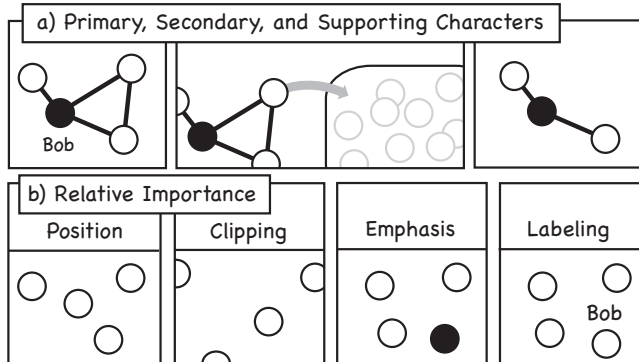 a) Primary, Secondary, and Supporting Characters
Bob
b) Relative Importance
Position
Clipping
Emphasis
Labeling
Bob